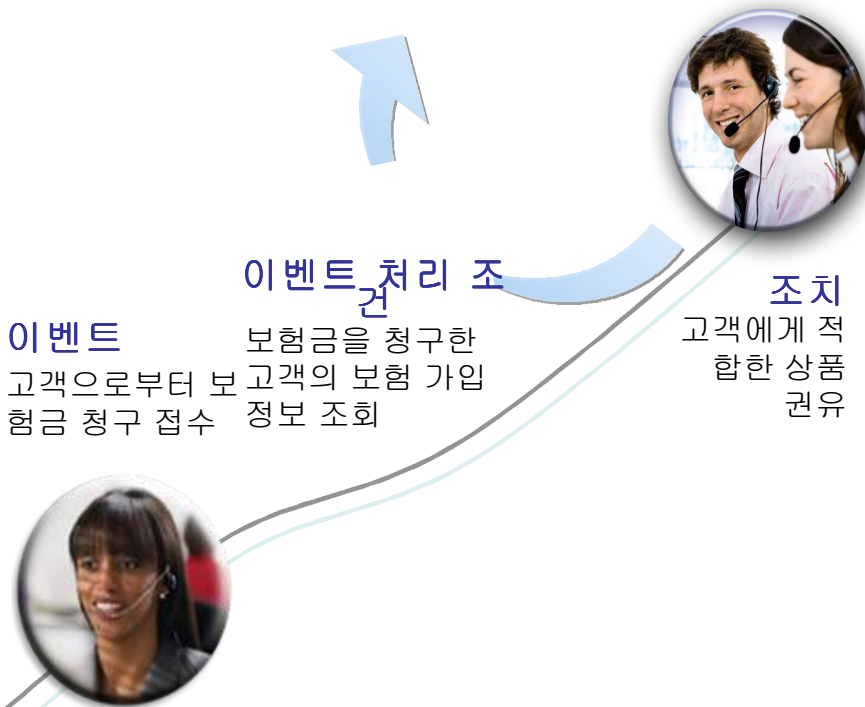 이벤트
고객으로부터 보
험금 청구 접수
이벤트 처리 조
건
보험금을 청구한
고객의 보험 가입
정보 조회
조치
고객에게 적
합한 상품
권유